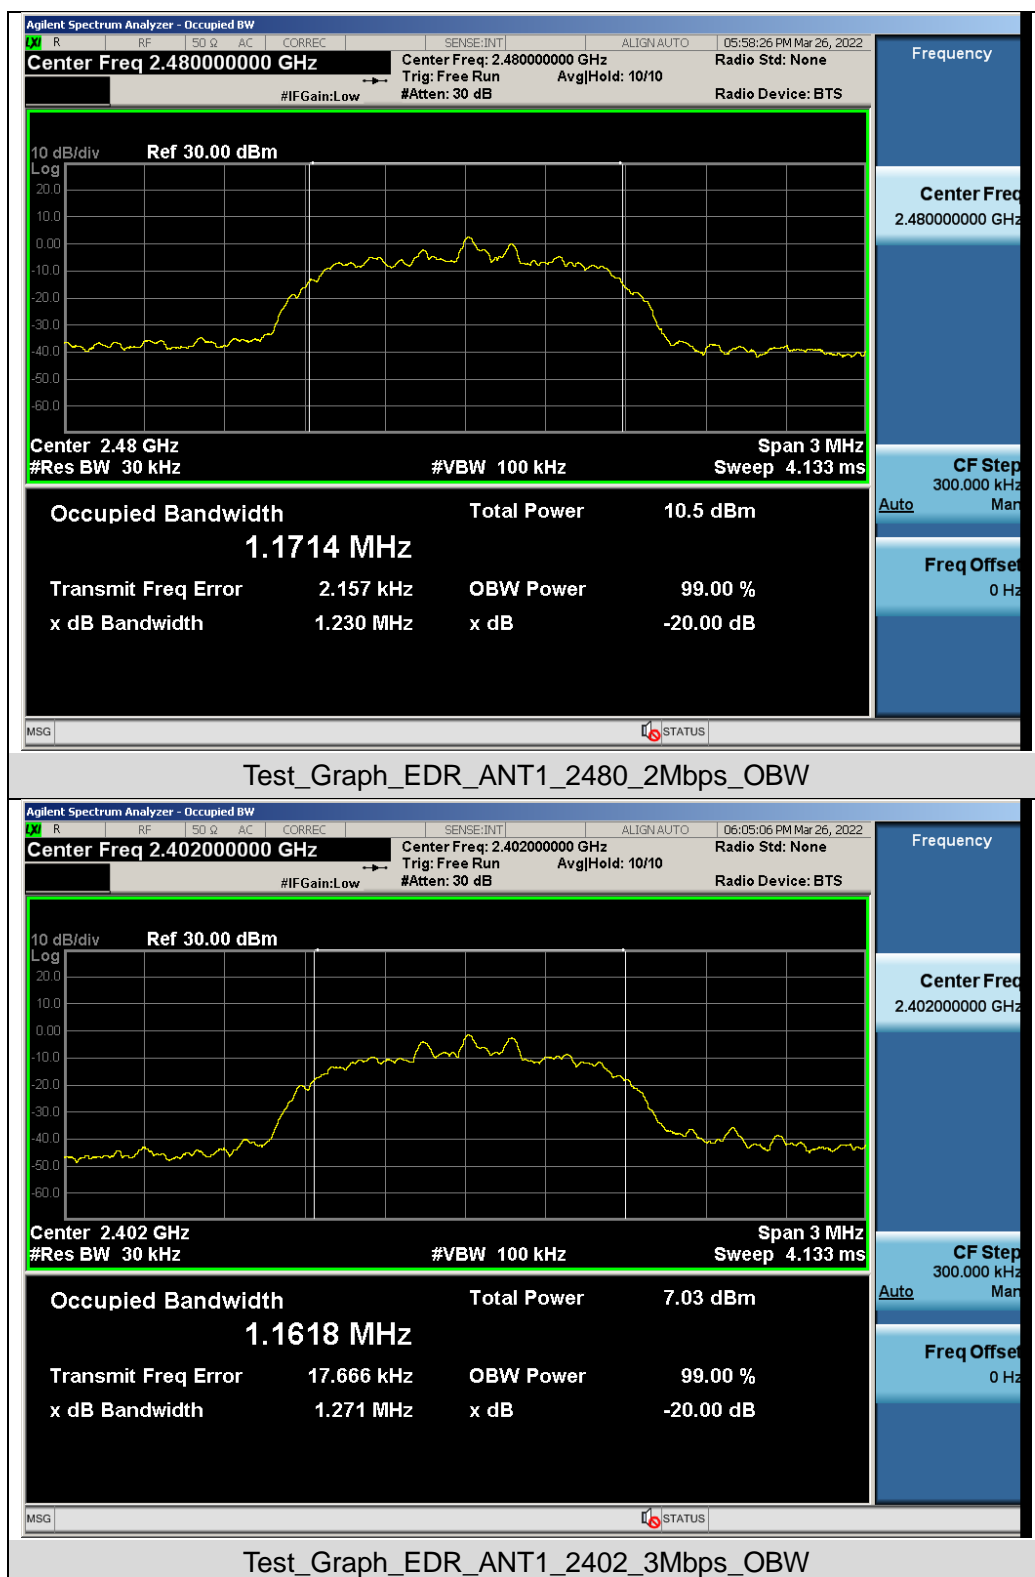 Agilent Spectrum Analyzer - Occupied BW
LXI R RF 50 Ω AC CORREC SENSE:INT ALIGN AUTO 05:58:26 PM Mar 26, 2022
Center Freq 2.480000000 GHz Center Freq: 2.480000000 GHz Radio Std: None
Trig: Free Run Avg|Hold: 10/10
#IFGain:Low #Atten: 30 dB Radio Device: BTS
10 dB/div Ref 30.00 dBm
Log
20.0
10.0
0.00
-10.0
-20.0
-30.0
-40.0
-50.0
-60.0
Center 2.48 GHz Span 3 MHz
#Res BW 30 kHz #VBW 100 kHz Sweep 4.133 ms
Occupied Bandwidth Total Power 10.5 dBm
1.1714 MHz
Transmit Freq Error 2.157 kHz OBW Power 99.00 %
x dB Bandwidth 1.230 MHz x dB -20.00 dB
MSG STATUS
Frequency
Center Freq
2.480000000 GHz
CF Step
300.000 kHz
Auto Man
Freq Offset
0 Hz
Test_Graph_EDR_ANT1_2480_2Mbps_OBW
Agilent Spectrum Analyzer - Occupied BW
LXI R RF 50 Ω AC CORREC SENSE:INT ALIGN AUTO 06:05:06 PM Mar 26, 2022
Center Freq 2.402000000 GHz Center Freq: 2.402000000 GHz Radio Std: None
Trig: Free Run Avg|Hold: 10/10
#IFGain:Low #Atten: 30 dB Radio Device: BTS
10 dB/div Ref 30.00 dBm
Log
20.0
10.0
0.00
-10.0
-20.0
-30.0
-40.0
-50.0
-60.0
Center 2.402 GHz Span 3 MHz
#Res BW 30 kHz #VBW 100 kHz Sweep 4.133 ms
Occupied Bandwidth Total Power 7.03 dBm
1.1618 MHz
Transmit Freq Error 17.666 kHz OBW Power 99.00 %
x dB Bandwidth 1.271 MHz x dB -20.00 dB
MSG STATUS
Frequency
Center Freq
2.402000000 GHz
CF Step
300.000 kHz
Auto Man
Freq Offset
0 Hz
Test_Graph_EDR_ANT1_2402_3Mbps_OBW